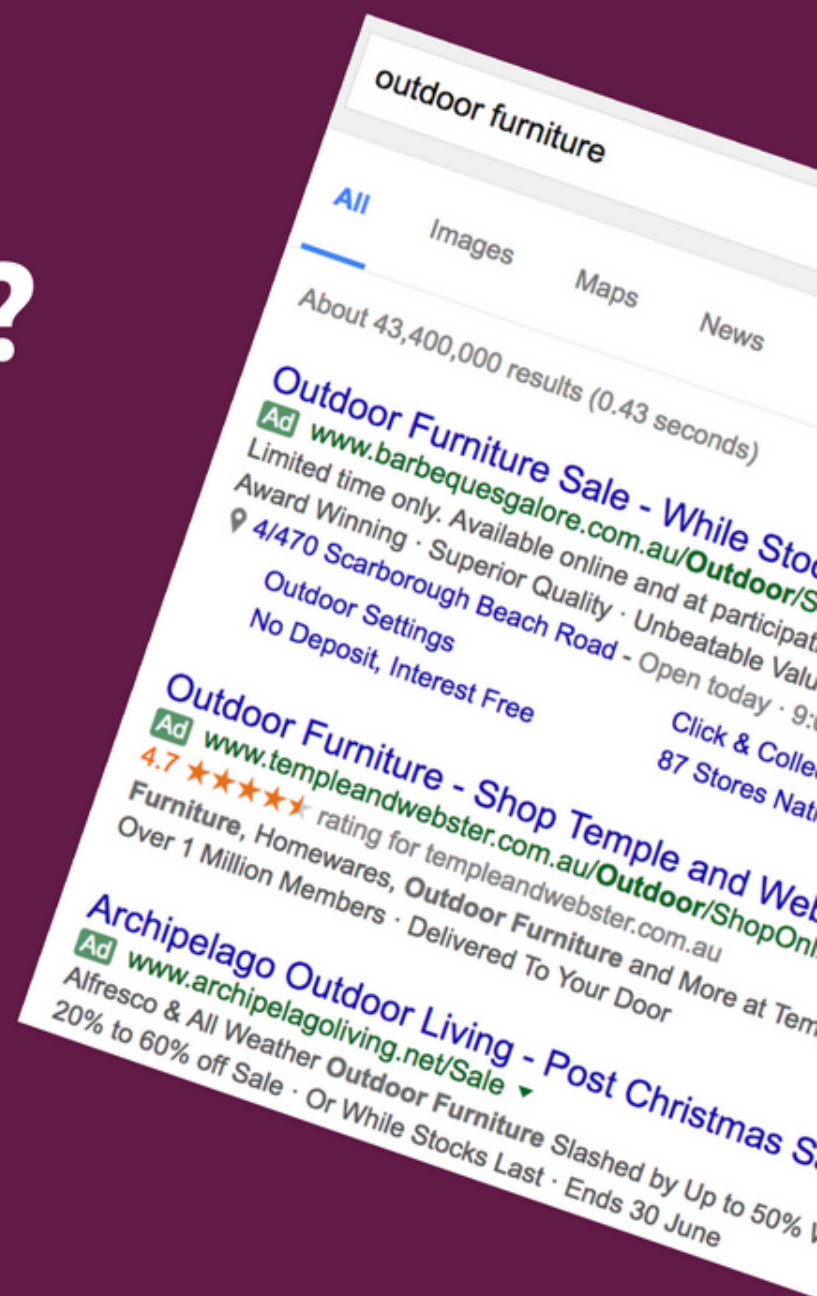 ?
outdoor furniture
All Images Maps News
About 43,400,000 results (0.43 seconds)
Outdoor Furniture Sale - While Stoc
Ad www.barbequesgalore.com.au/Outdoor/S
Limited time only. Available online and at participat
Award Winning · Superior Quality · Unbeatable Valu
4/470 Scarborough Beach Road - Open today · 9:
Outdoor Settings
Click & Colle
No Deposit, Interest Free
87 Stores Nati
Outdoor Furniture - Shop Temple and Web
Ad www.templeandwebster.com.au/Outdoor/ShopOnl
4.7 ★★★★★ rating for templeandwebster.com.au
Furniture, Homewares, Outdoor Furniture and More at Tem
Over 1 Million Members · Delivered To Your Door
Archipelago Outdoor Living - Post Christmas S
Ad www.archipelagoliving.net/Sale
Alfresco & All Weather Outdoor Furniture Slashed by Up to 50%
20% to 60% off Sale · Or While Stocks Last · Ends 30 June